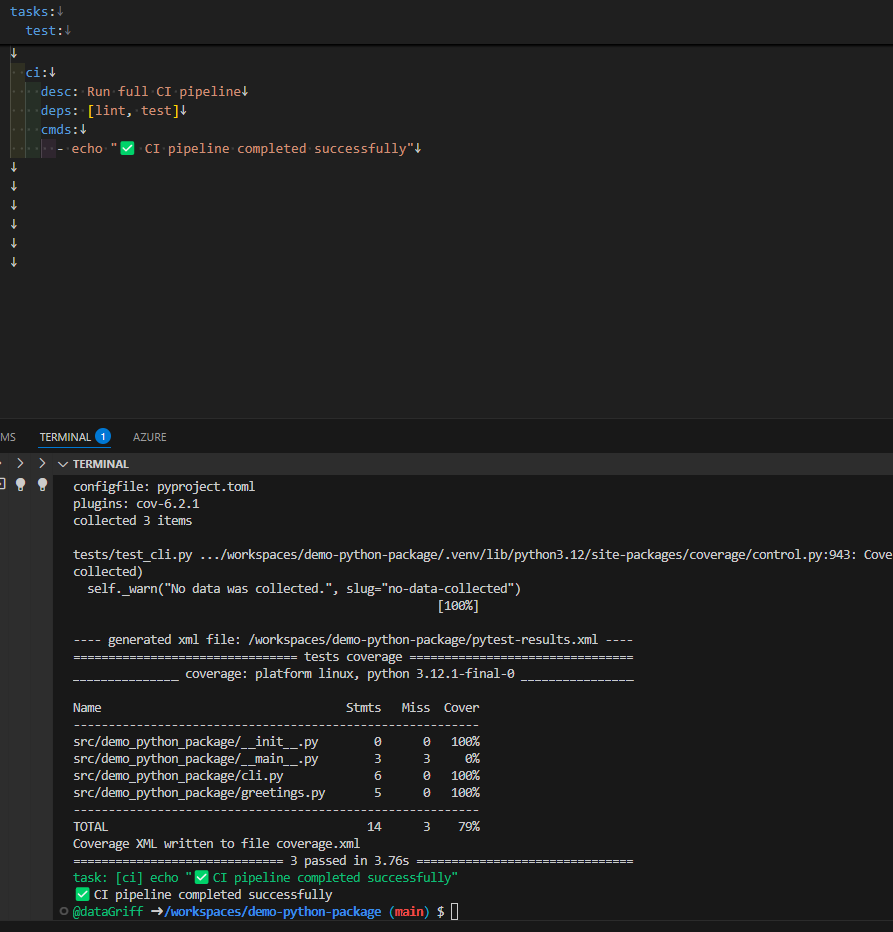 tasks:↓
test:↓
↓
ci:↓
desc: Run full CI pipeline↓
deps: [lint, test]↓
cmds:↓
- echo "✅ CI pipeline completed successfully"↓
↓
↓
↓
↓
↓
↓
MS TERMINAL 1 AZURE
TERMINAL
configfile: pyproject.toml
plugins: cov-6.2.1
collected 3 items
tests/test_cli.py .../workspaces/demo-python-package/.venv/lib/python3.12/site-packages/coverage/control.py:943: Cove
collected)
self._warn("No data was collected.", slug="no-data-collected")
[100%]
---- generated xml file: /workspaces/demo-python-package/pytest-results.xml ----
================================ tests coverage ================================
_______________ coverage: platform linux, python 3.12.1-final-0 ________________
Name Stmts Miss Cover
----------------------------------------------------------
src/demo_python_package/__init__.py 0 0 100%
src/demo_python_package/__main__.py 3 3 0%
src/demo_python_package/cli.py 6 0 100%
src/demo_python_package/greetings.py 5 0 100%
----------------------------------------------------------
TOTAL 14 3 79%
Coverage XML written to file coverage.xml
============================== 3 passed in 3.76s ===============================
task: [ci] echo "✅ CI pipeline completed successfully"
✅ CI pipeline completed successfully
@dataGriff ➜/workspaces/demo-python-package (main) $